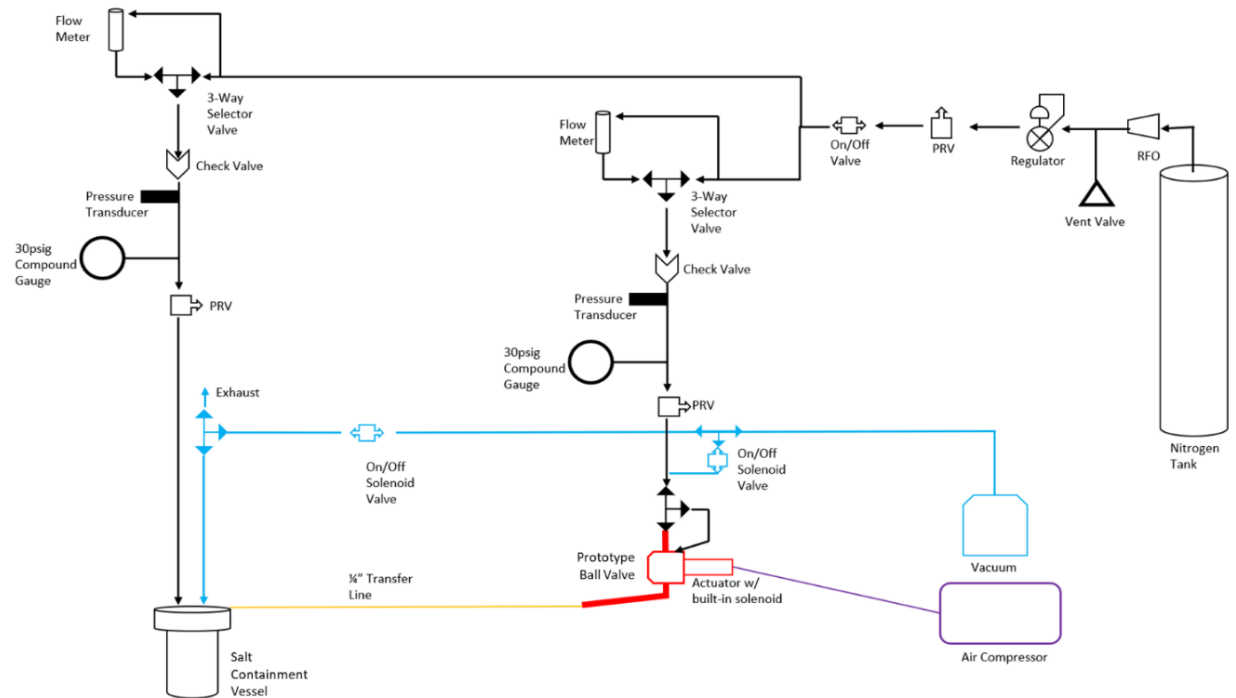 Flow
Meter
3-Way
Selector
Valve
Check Valve
Pressure
Transducer
30psig
Compound
Gauge
PRV
Exhaust
On/Off
Solenoid
Valve
¼” Transfer
Line
Salt
Containment
Vessel
Flow
Meter
3-Way
Selector
Valve
Check Valve
Pressure
Transducer
30psig
Compound
Gauge
PRV
On/Off
Solenoid
Valve
Prototype
Ball Valve
Actuator w/
built-in solenoid
On/Off
Valve
PRV
Regulator
RFO
Vent Valve
Nitrogen
Tank
Vacuum
Air Compressor